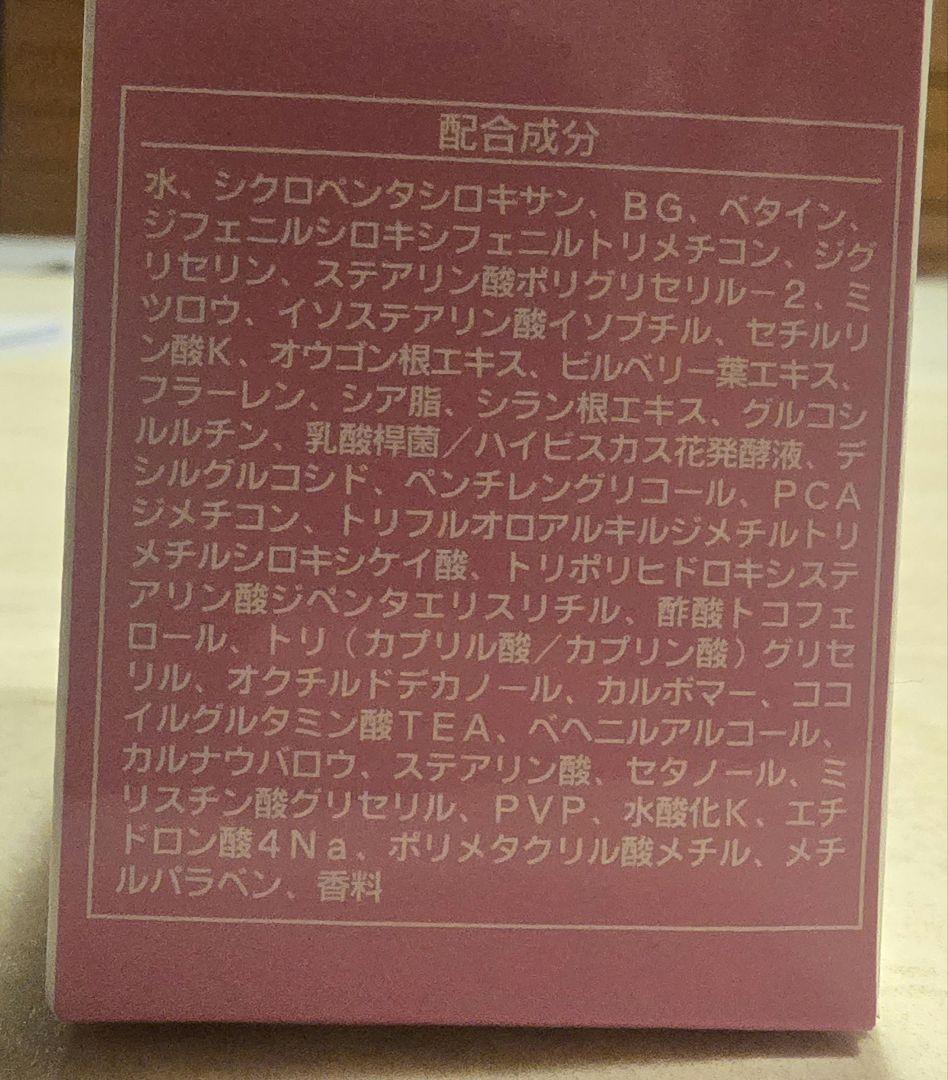 配合成分
水、シクロペンタシロキサン、BG、ベタイン、
ジフェニルシロキシフェニルトリメチコン、ジグ
リセリン、ステアリン酸ポリグリセリル－2、ミ
ツロウ、イソステアリン酸イソブチル、セチルリ
ン酸K、オウゴン根エキス、ビルベリー葉エキス、
フラーレン、シア脂、シラン根エキス、グルコシ
ルルチン、乳酸桿菌／ハイビスカス花発酵液、デ
シルグルコシド、ペンチレングリコール、PCA
ジメチコン、トリフルオロアルキルジメチルトリ
メチルシロキシケイ酸、トリポリヒドロキシステ
アリン酸ジペンタエリスリチル、酢酸トコフェ
ロール、トリ（カプリル酸／カプリン酸）グリセ
リル、オクチルドデカノール、カルボマー、ココ
イルグルタミン酸TEA、ベヘニルアルコール、
カルナウバロウ、ステアリン酸、セタノール、ミ
リスチン酸グリセリル、PVP、水酸化K、エチ
ドロン酸4Na、ポリメタクリル酸メチル、メチ
ルパラベン、香料